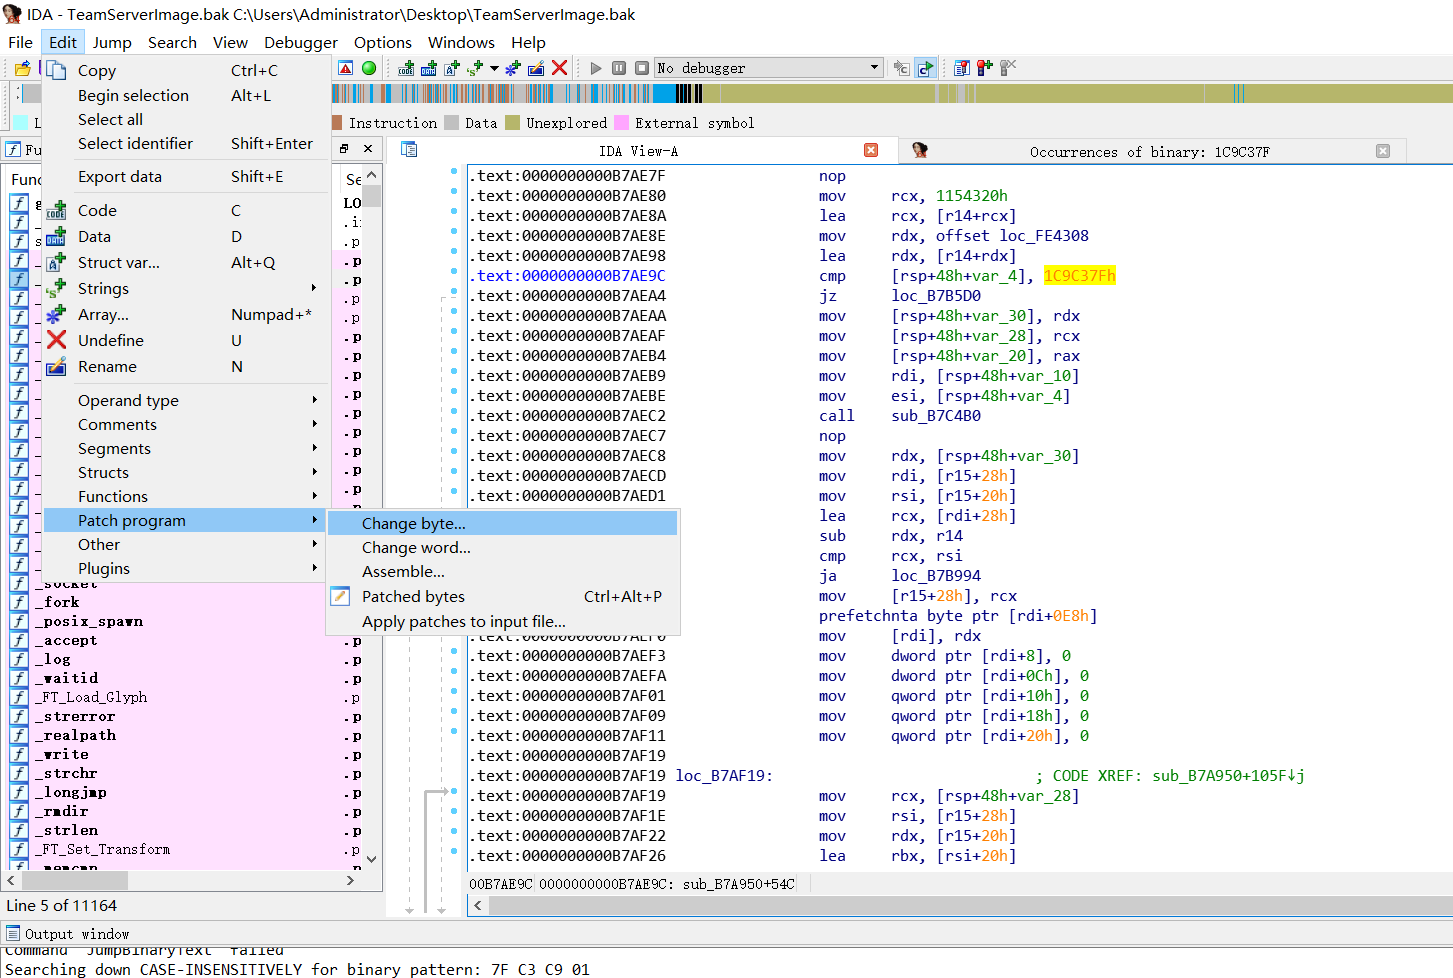 IDA - TeamServerImage.bak C:\Users\Administrator\Desktop\TeamServerImage.bak
File Edit Jump Search View Debugger Options Windows Help
No debugger
Copy Ctrl+C
Begin selection Alt+L
Select all
Select identifier Shift+Enter
Export data Shift+E
Code C
Data D
Struct var... Alt+Q
Strings
Array... Numpad+*
Undefine U
Rename N
Operand type
Comments
Segments
Structs
Functions
Patch program
Other
Plugins
Change byte...
Change word...
Assemble...
Patched bytes Ctrl+Alt+P
Apply patches to input file...
Instruction Data Unexplored External symbol
IDA View-A
Occurrences of binary: 1C9C37F
_fork
_posix_spawn
_accept
_log
_waitid
_FT_Load_Glyph
_strerror
_realpath
_write
_strchr
_longjmp
_rmdir
_strlen
_FT_Set_Transform
Line 5 of 11164
.text:0000000000B7AE7F nop
.text:0000000000B7AE80 mov rcx, 1154320h
.text:0000000000B7AE8A lea rcx, [r14+rcx]
.text:0000000000B7AE8E mov rdx, offset loc_FE4308
.text:0000000000B7AE98 lea rdx, [r14+rdx]
.text:0000000000B7AE9C cmp [rsp+48h+var_4], 1C9C37Fh
.text:0000000000B7AEA4 jz loc_B7B5D0
.text:0000000000B7AEAA mov [rsp+48h+var_30], rdx
.text:0000000000B7AEAF mov [rsp+48h+var_28], rcx
.text:0000000000B7AEB4 mov [rsp+48h+var_20], rax
.text:0000000000B7AEB9 mov rdi, [rsp+48h+var_10]
.text:0000000000B7AEBE mov esi, [rsp+48h+var_4]
.text:0000000000B7AEC2 call sub_B7C4B0
.text:0000000000B7AEC7 nop
.text:0000000000B7AEC8 mov rdx, [rsp+48h+var_30]
.text:0000000000B7AECD mov rdi, [r15+28h]
.text:0000000000B7AED1 mov rsi, [r15+20h]
lea rcx, [rdi+28h]
sub rdx, r14
cmp rcx, rsi
ja loc_B7B994
mov [r15+28h], rcx
prefetchnta byte ptr [rdi+0E8h]
mov [rdi], rdx
.text:0000000000B7AEF3 mov dword ptr [rdi+8], 0
.text:0000000000B7AEFA mov dword ptr [rdi+0Ch], 0
.text:0000000000B7AF01 mov qword ptr [rdi+10h], 0
.text:0000000000B7AF09 mov qword ptr [rdi+18h], 0
.text:0000000000B7AF11 mov qword ptr [rdi+20h], 0
.text:0000000000B7AF19
.text:0000000000B7AF19 loc_B7AF19: ; CODE XREF: sub_B7A950+105F↓j
.text:0000000000B7AF19 mov rcx, [rsp+48h+var_28]
.text:0000000000B7AF1E mov rsi, [r15+28h]
.text:0000000000B7AF22 mov rdx, [r15+20h]
.text:0000000000B7AF26 lea rbx, [rsi+20h]
00B7AE9C 0000000000B7AE9C: sub_B7A950+54C
Output window
Command "JumpBinaryText" failed
Searching down CASE-INSENSITIVELY for binary pattern: 7F C3 C9 01